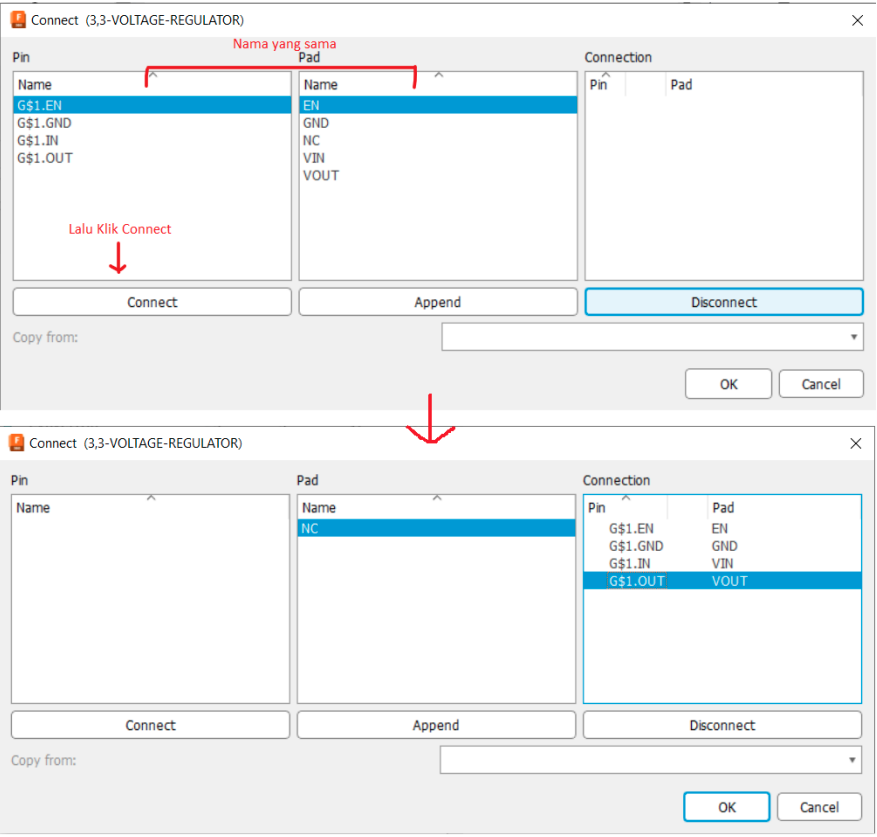 Connect (3,3-VOLTAGE-REGULATOR)
Nama yang sama
Pin
Pad
Connection
Name
Name
Pin
Pad
G$1.EN
G$1.GND
G$1.IN
G$1.OUT
EN
GND
NC
VIN
VOUT
Lalu Klik Connect
Connect
Append
Disconnect
Copy from:
OK
Cancel
Connect (3,3-VOLTAGE-REGULATOR)
Pin
Pad
Connection
Name
Name
Pin
Pad
NC
G$1.EN EN
G$1.GND GND
G$1.IN VIN
G$1.OUT VOUT
Connect
Append
Disconnect
Copy from:
OK
Cancel